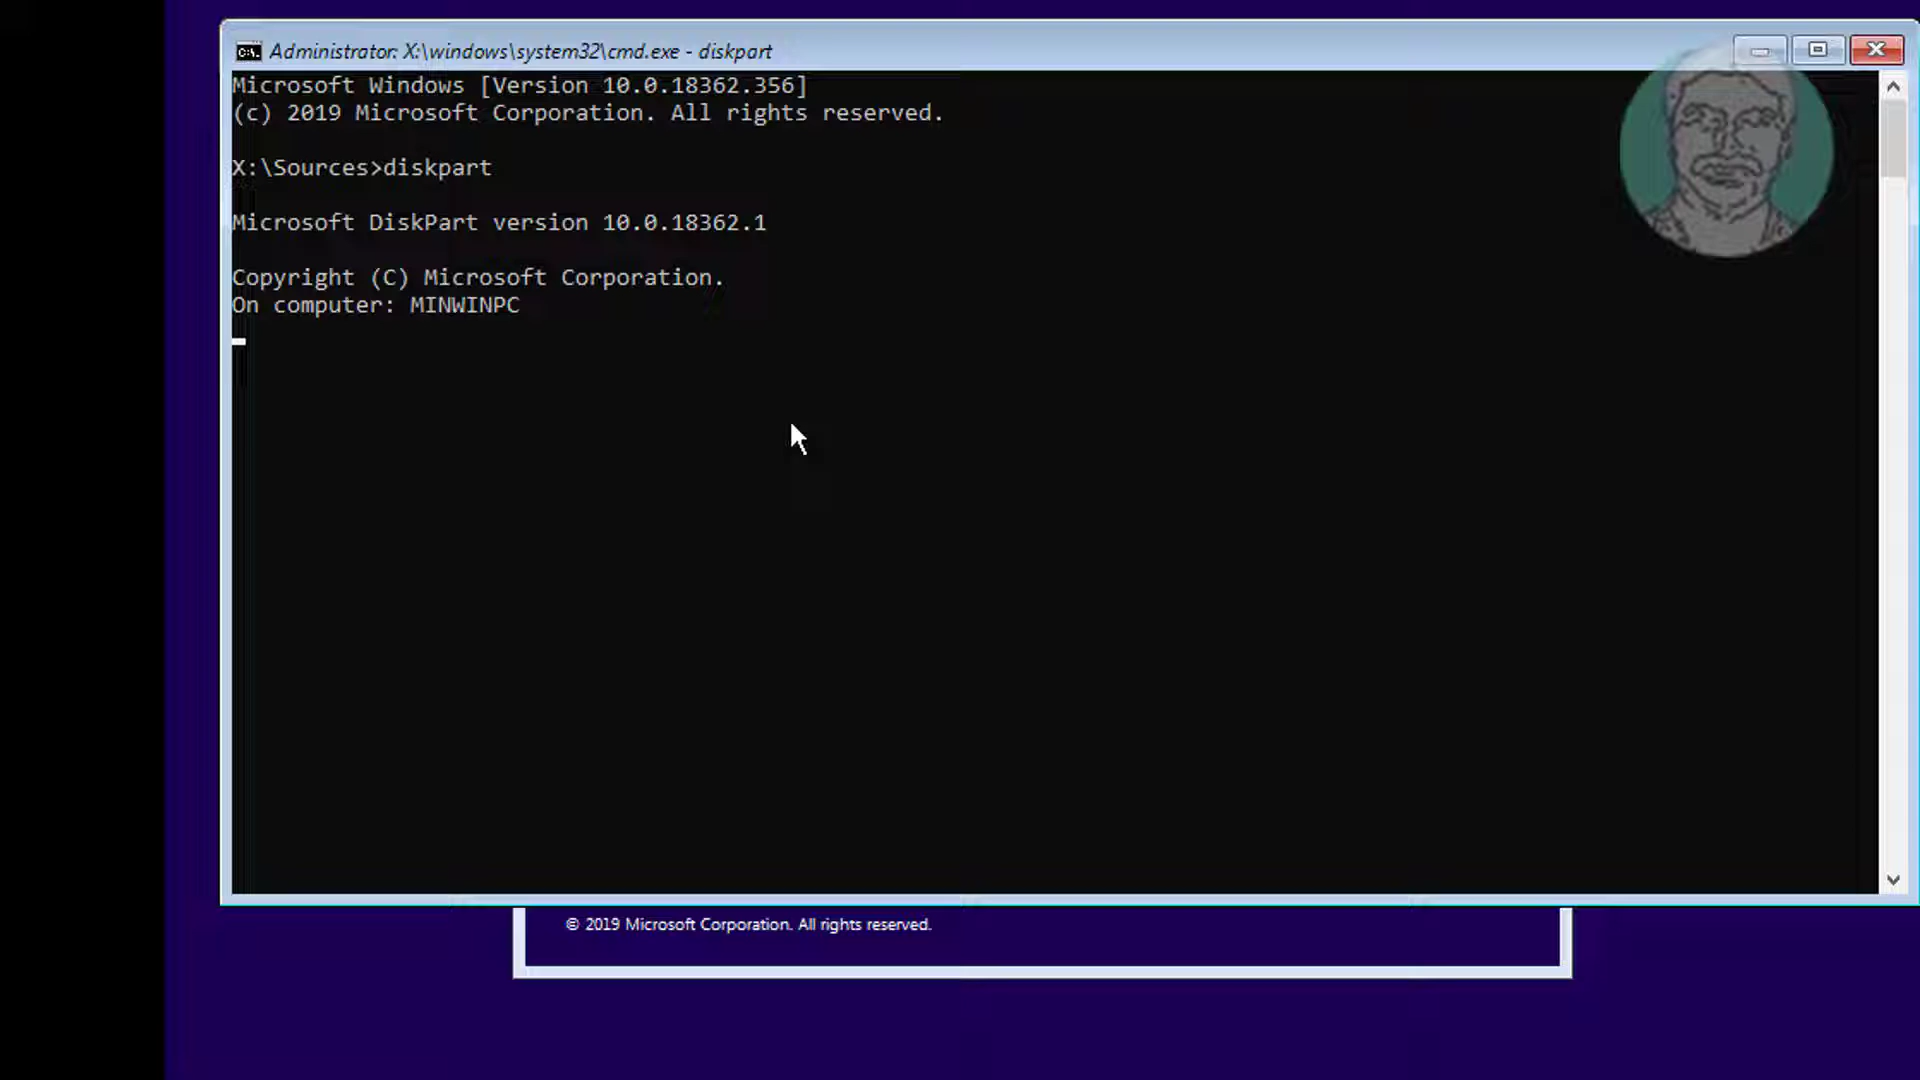 Administrator: X:\windows\system32\cmd.exe - diskpart
Microsoft Windows [Version 10.0.18362.356]
(c) 2019 Microsoft Corporation. All rights reserved.
X:\Sources>diskpart
Microsoft DiskPart version 10.0.18362.1
Copyright (C) Microsoft Corporation.
On computer: MINWINPC
© 2019 Microsoft Corporation. All rights reserved.